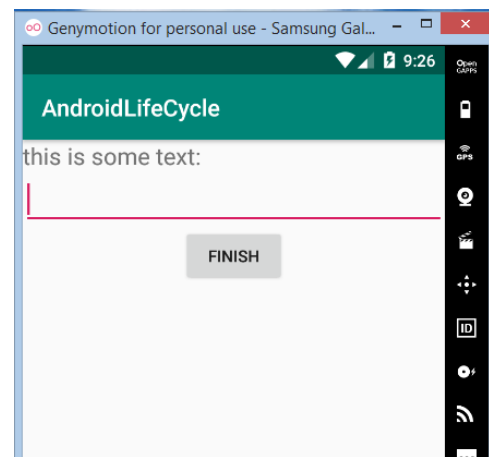 Genymotion for personal use - Samsung Gal...
9:26
Open
GAPPS
AndroidLifeCycle
GPS
this is some text:
FINISH
ID